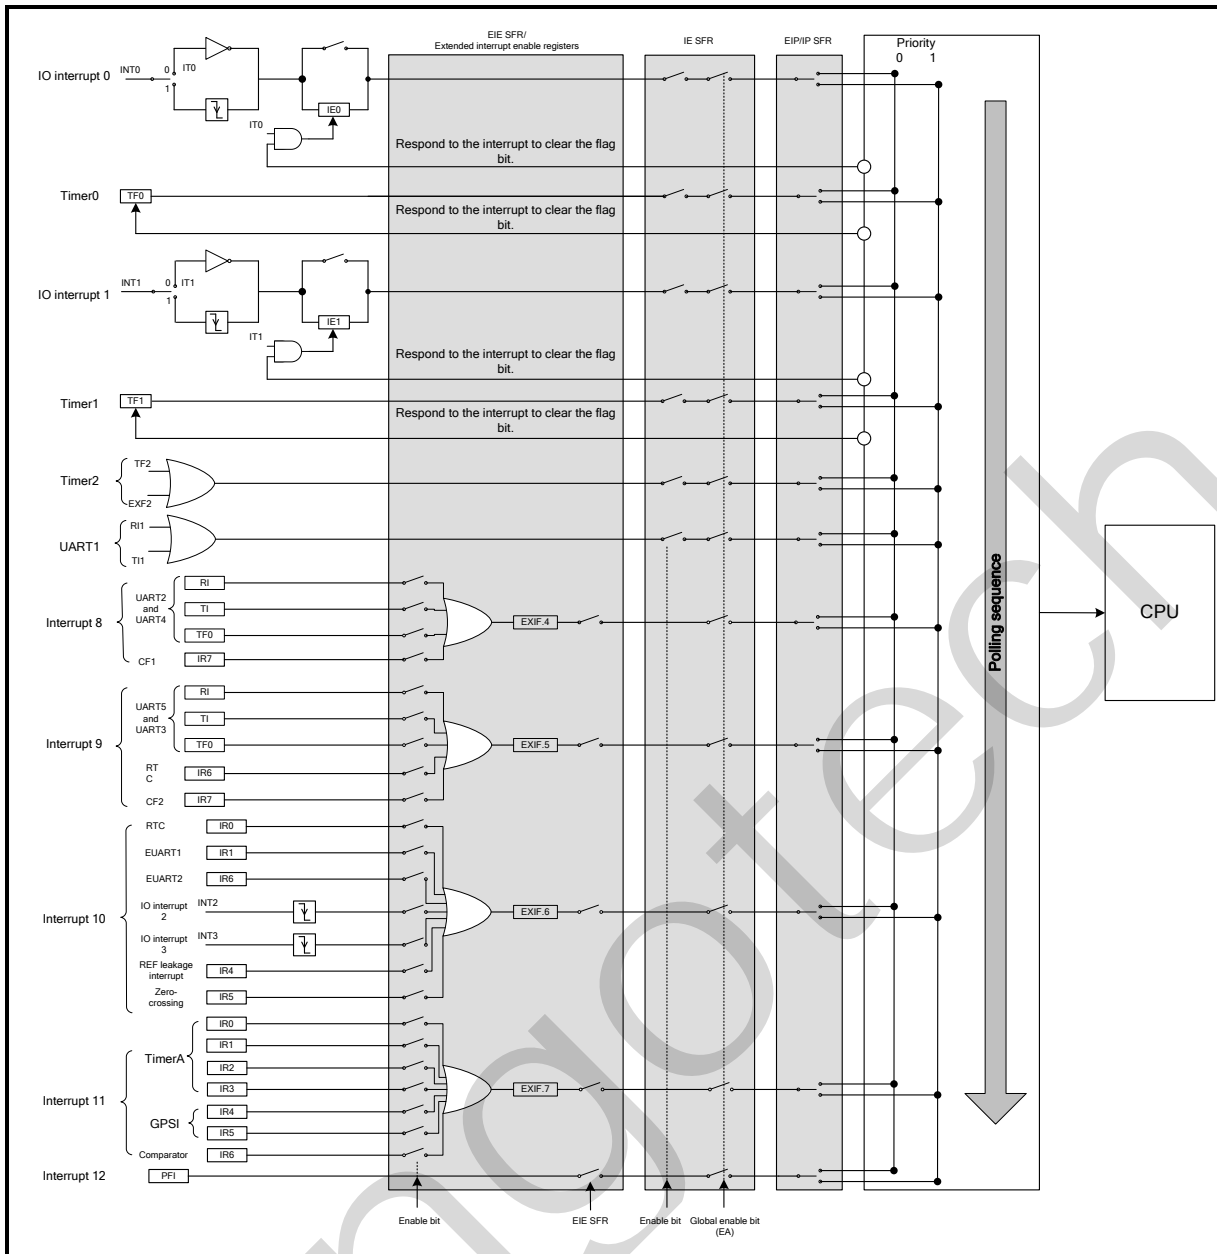 EIE SFR/
Extended interrupt enable registers
IE SFR
EIP/IP SFR
Priority
0 1
IO interrupt 0
INT0
0
IT0
1
IE0
IT0
Respond to the interrupt to clear the flag
bit.
Timer0
TF0
Respond to the interrupt to clear the flag
bit.
IO interrupt 1
INT1
0
IT1
1
IE1
IT1
Respond to the interrupt to clear the flag
bit.
Timer1
TF1
Respond to the interrupt to clear the flag
bit.
Timer2
TF2
EXF2
UART1
RI1
TI1
Interrupt 8
UART2
and
UART4
RI
TI
TF0
CF1
IR7
EXIF.4
Interrupt 9
UART5
and
UART3
RI
TI
TF0
RT
C
IR6
CF2
IR7
EXIF.5
Interrupt 10
RTC
IR0
EUART1
IR1
EUART2
IR6
IO interrupt
2
INT2
IO interrupt
3
INT3
REF leakage
interrupt
IR4
Zero-
crossing
IR5
EXIF.6
Interrupt 11
TimerA
IR0
IR1
IR2
IR3
GPSI
IR4
IR5
Comparator
IR6
EXIF.7
Interrupt 12
PFI
Enable bit
EIE SFR
Enable bit
Global enable bit
(EA)
Polling sequence
CPU
ngotech